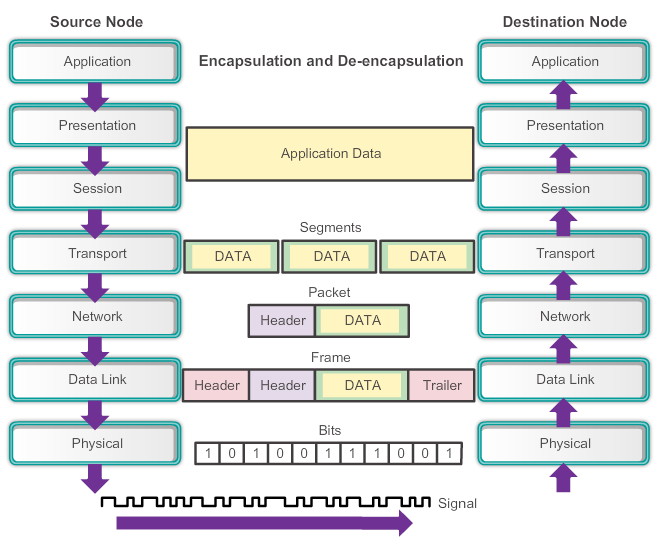 Source Node
Destination Node
Encapsulation and De-encapsulation
Application
Application
Presentation
Application Data
Presentation
Session
Session
Segments
Transport
DATA DATA DATA
Transport
Packet
Network
Header DATA
Network
Frame
Data Link
Header Header DATA Trailer
Data Link
Bits
Physical
1 0 1 0 0 1 1 1 0 0 1
Physical
Signal